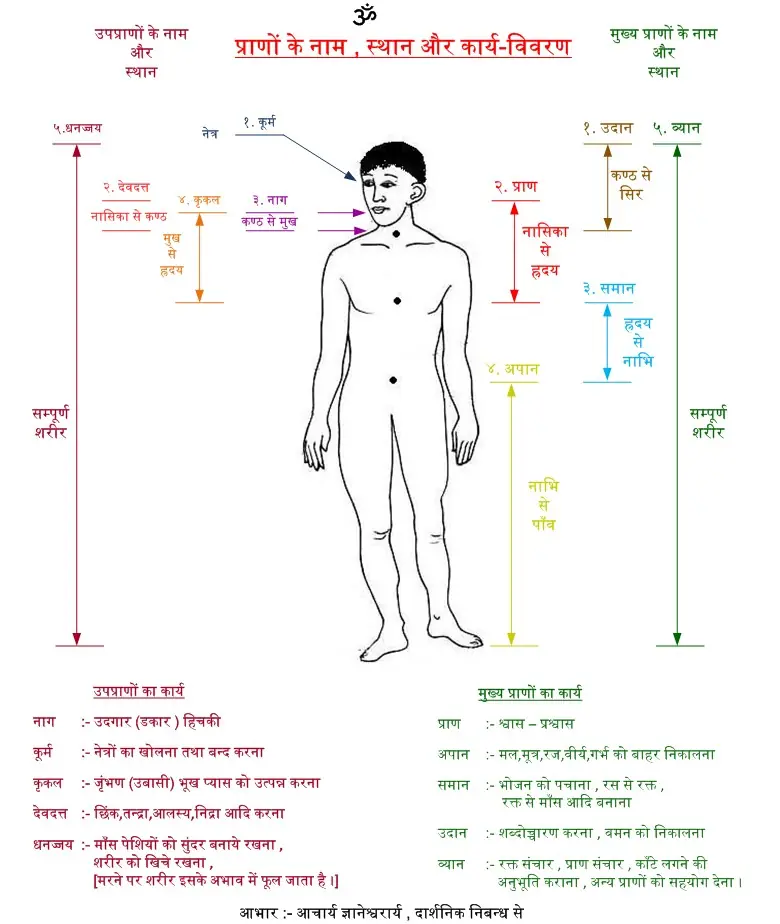 ॐ
उपप्राणों के नाम
और
स्थान
प्राणों के नाम , स्थान और कार्य-विवरण
मुख्य प्राणों के नाम
और
स्थान
५.धनञ्जय
नेत्र
१. कूर्म
१. उदान
५. व्यान
कण्ठ से
सिर
२. देवदत्त
नासिका से कण्ठ
४. कृकल
मुख
से
ह्रदय
३. नाग
कण्ठ से मुख
२. प्राण
नासिका
से
ह्रदय
३. समान
ह्रदय
से
नाभि
४. अपान
सम्पूर्ण
शरीर
नाभि
से
पाँव
सम्पूर्ण
शरीर
उपप्राणों का कार्य
नाग :- उदगार (डकार ) हिचकी
कूर्म :- नेत्रों का खोलना तथा बन्द करना
कृकल :- जृंभण (उबासी) भूख प्यास को उत्पन्न करना
देवदत्त :- छिंक,तन्द्रा,आलस्य,निद्रा आदि करना
धनञ्जय :- माँस पेशियों को सुंदर बनाये रखना ,
शरीर को खिचे रखना ,
[मरने पर शरीर इसके अभाव में फूल जाता है।]
मुख्य प्राणों का कार्य
प्राण :- श्वास – प्रश्वास
अपान :- मल,मूत्र,रज,वीर्य,गर्भ को बाहर निकालना
समान :- भोजन को पचाना , रस से रक्त ,
रक्त से माँस आदि बनाना
उदान :- शब्दोच्चारण करना , वमन को निकालना
व्यान :- रक्त संचार , प्राण संचार , काँटे लगने की
अनुभूति कराना , अन्य प्राणों को सहयोग देना ।
आभार :- आचार्य ज्ञानेश्वरार्य , दार्शनिक निबन्ध से